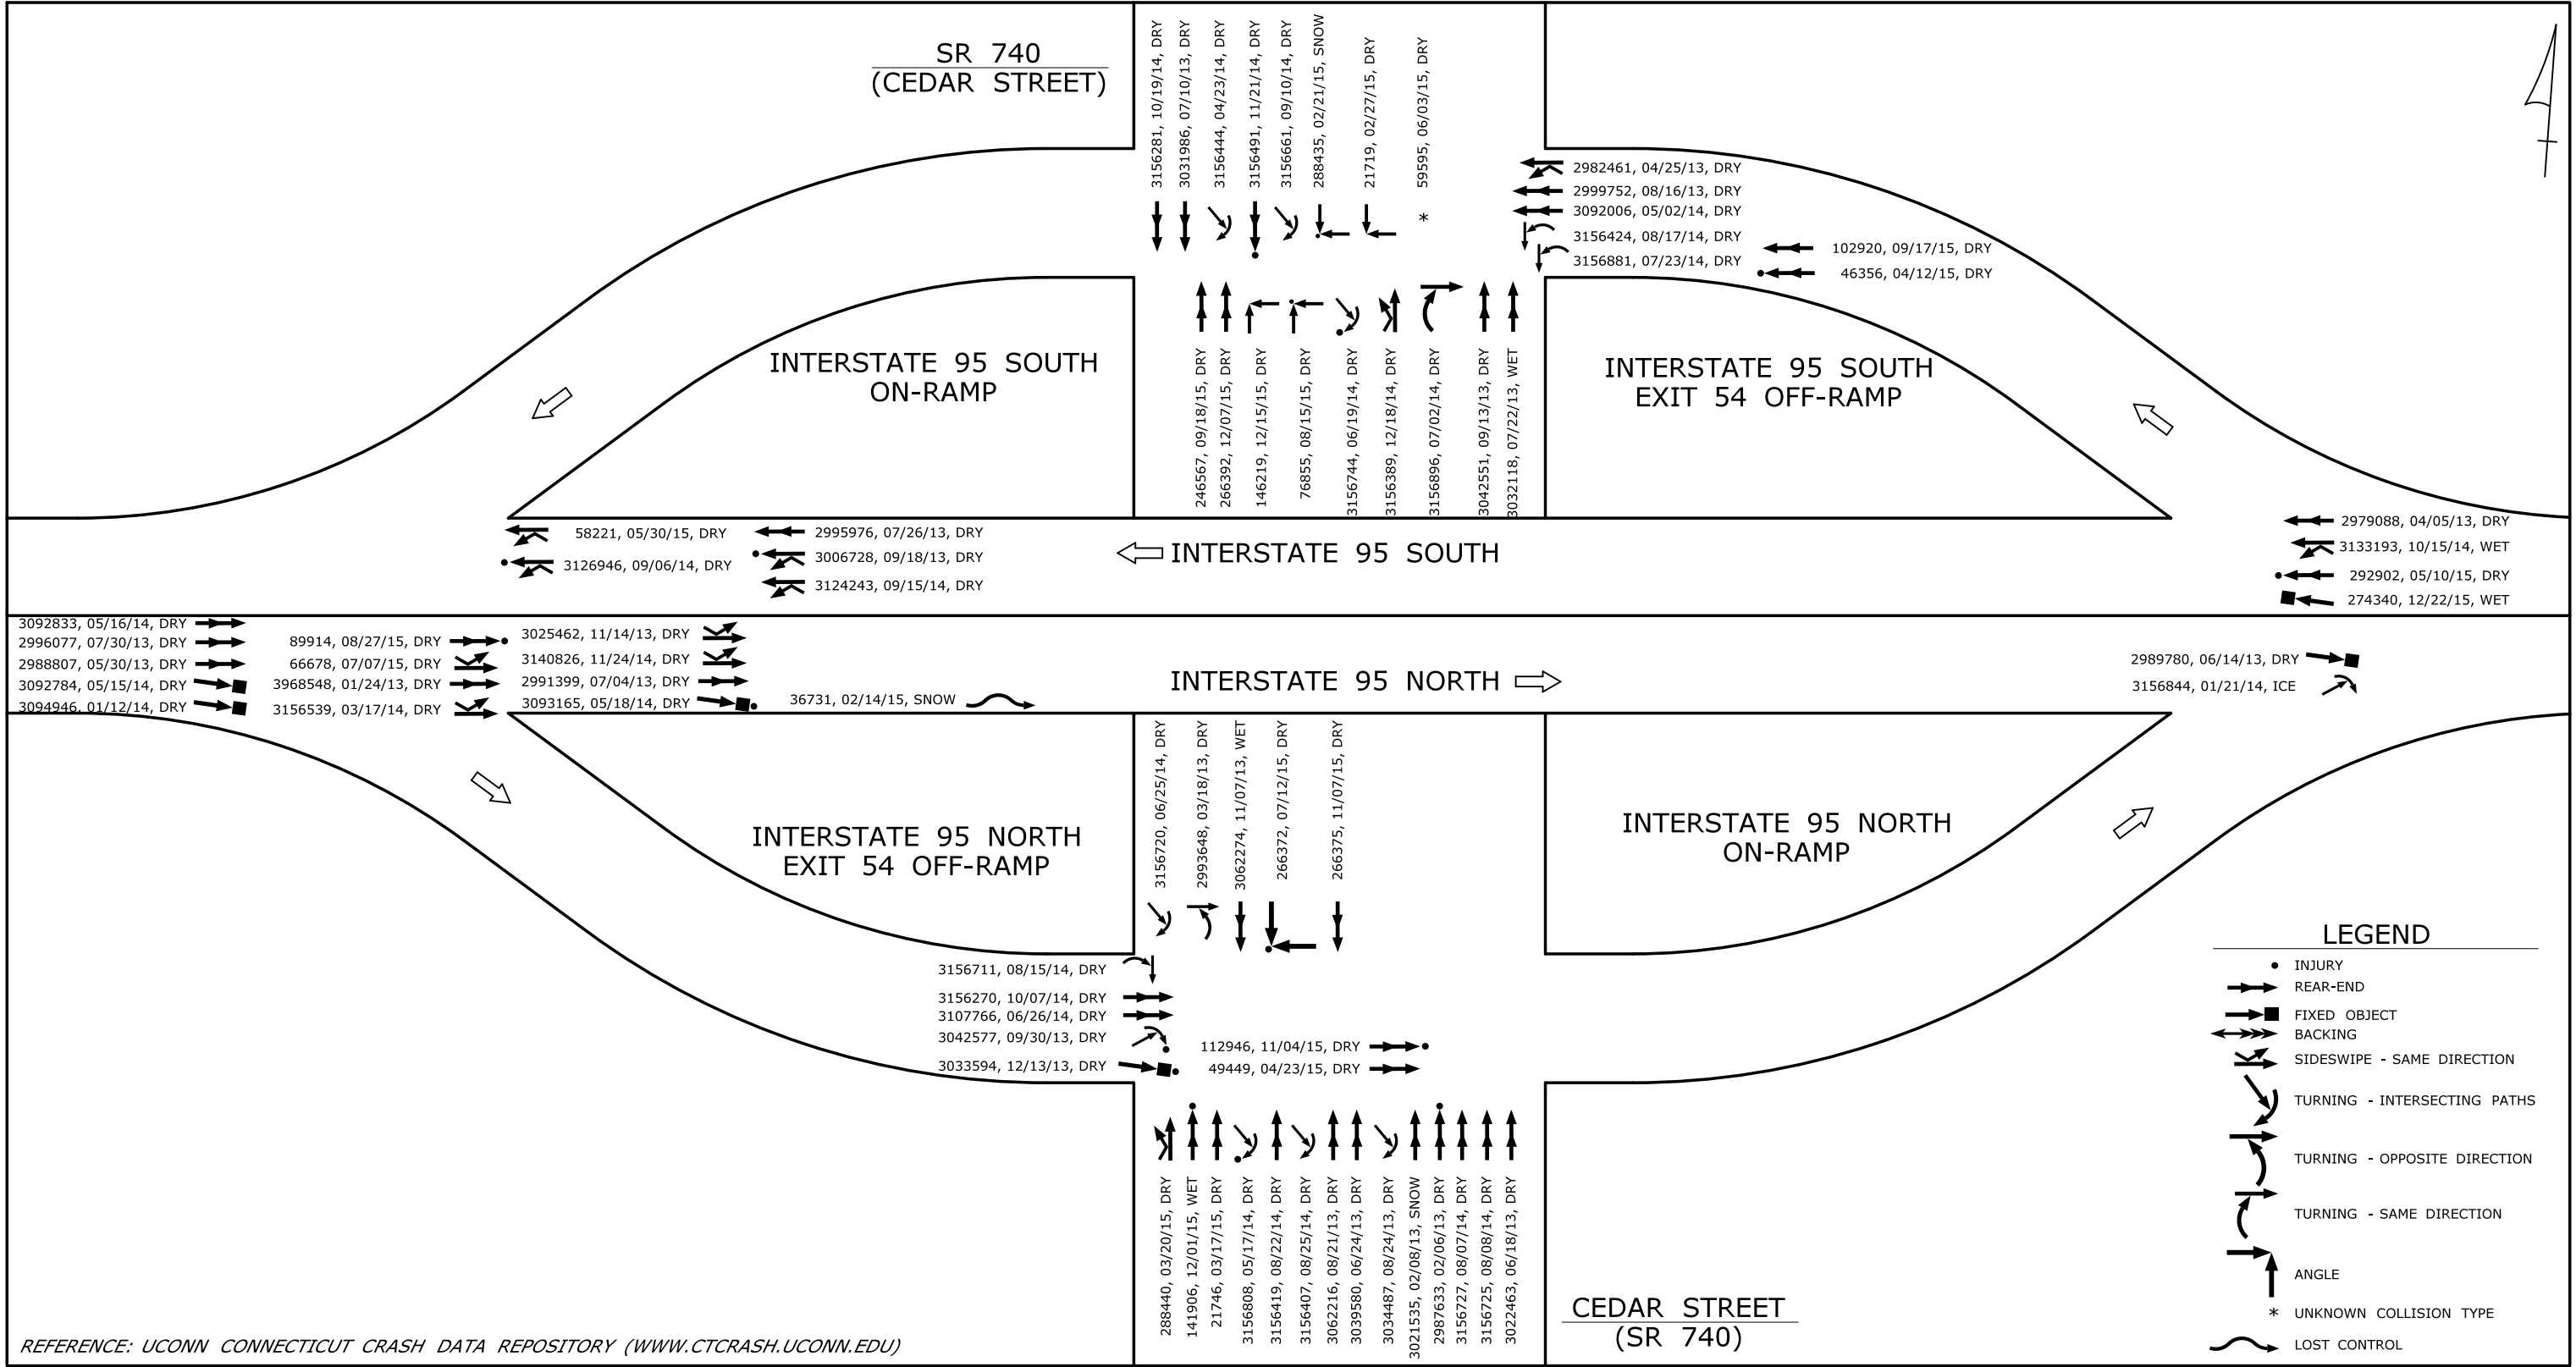 SR 740
(CEDAR STREET)
3156281, 10/19/14, DRY
3031986, 07/10/13, DRY
3156444, 04/23/14, DRY
3156491, 11/21/14, DRY
3156661, 09/10/14, DRY
288435, 02/21/15, SNOW
21719, 02/27/15, DRY
59595, 06/03/15, DRY
*
2982461, 04/25/13, DRY
2999752, 08/16/13, DRY
3092006, 05/02/14, DRY
3156424, 08/17/14, DRY
3156881, 07/23/14, DRY
102920, 09/17/15, DRY
46356, 04/12/15, DRY
INTERSTATE 95 SOUTH
ON-RAMP
246567, 09/18/15, DRY
266392, 12/07/15, DRY
146219, 12/15/15, DRY
76855, 08/15/15, DRY
3156744, 06/19/14, DRY
3156389, 12/18/14, DRY
3156896, 07/02/14, DRY
3042551, 09/13/13, DRY
3032118, 07/22/13, WET
INTERSTATE 95 SOUTH
EXIT 54 OFF-RAMP
58221, 05/30/15, DRY
3126946, 09/06/14, DRY
2995976, 07/26/13, DRY
3006728, 09/18/13, DRY
3124243, 09/15/14, DRY
INTERSTATE 95 SOUTH
2979088, 04/05/13, DRY
3133193, 10/15/14, WET
292902, 05/10/15, DRY
274340, 12/22/15, WET
3092833, 05/16/14, DRY
2996077, 07/30/13, DRY
2988807, 05/30/13, DRY
3092784, 05/15/14, DRY
3094946, 01/12/14, DRY
89914, 08/27/15, DRY
66678, 07/07/15, DRY
3968548, 01/24/13, DRY
3156539, 03/17/14, DRY
3025462, 11/14/13, DRY
3140826, 11/24/14, DRY
2991399, 07/04/13, DRY
3093165, 05/18/14, DRY
36731, 02/14/15, SNOW
INTERSTATE 95 NORTH
2989780, 06/14/13, DRY
3156844, 01/21/14, ICE
INTERSTATE 95 NORTH
EXIT 54 OFF-RAMP
3156720, 06/25/14, DRY
2993648, 03/18/13, DRY
3062274, 11/07/13, WET
266372, 07/12/15, DRY
266375, 11/07/15, DRY
INTERSTATE 95 NORTH
ON-RAMP
3156711, 08/15/14, DRY
3156270, 10/07/14, DRY
3107766, 06/26/14, DRY
3042577, 09/30/13, DRY
3033594, 12/13/13, DRY
112946, 11/04/15, DRY
49449, 04/23/15, DRY
288440, 03/20/15, DRY
141906, 12/01/15, WET
21746, 03/17/15, DRY
3156808, 05/17/14, DRY
3156419, 08/22/14, DRY
3156407, 08/25/14, DRY
3062216, 08/21/13, DRY
3039580, 06/24/13, DRY
3034487, 08/24/13, DRY
3021535, 02/08/13, SNOW
2987633, 02/06/13, DRY
3156727, 08/07/14, DRY
3156725, 08/08/14, DRY
3022463, 06/18/13, DRY
CEDAR STREET
(SR 740)
LEGEND
INJURY
REAR-END
FIXED OBJECT
BACKING
SIDESWIPE - SAME DIRECTION
TURNING - INTERSECTING PATHS
TURNING - OPPOSITE DIRECTION
TURNING - SAME DIRECTION
ANGLE
* UNKNOWN COLLISION TYPE
LOST CONTROL
REFERENCE: UCONN CONNECTICUT CRASH DATA REPOSITORY (WWW.CTCRASH.UCONN.EDU)